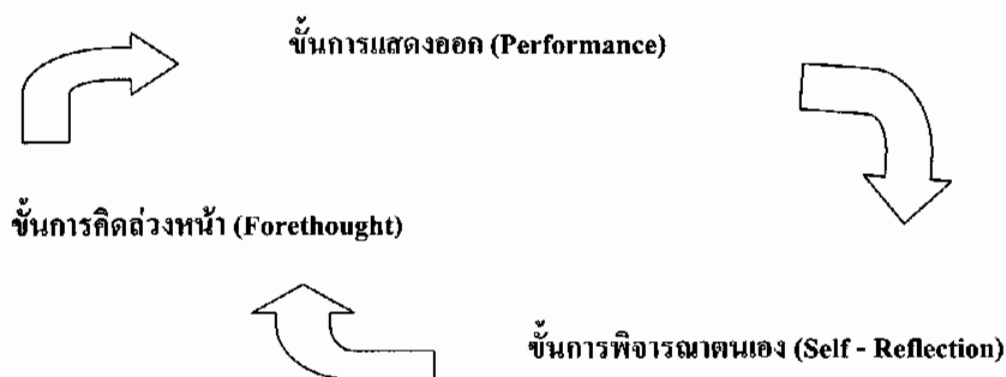 ขั้นการแสดงออก (Performance)
ขั้นการคิดล่วงหน้า (Forethought)
ขั้นการพิจารณาตนเอง (Self - Reflection)